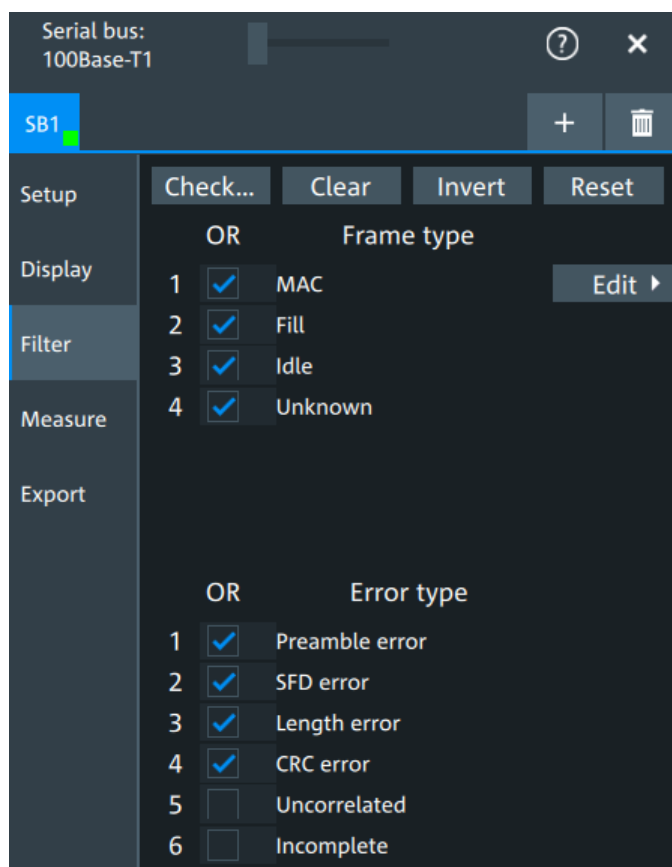 Serial bus:
100Base-T1
?
SB1
+
Setup
Display
Filter
Measure
Export
Check... Clear Invert Reset
OR Frame type
1 MAC Edit
2 Fill
3 Idle
4 Unknown
OR Error type
1 Preamble error
2 SFD error
3 Length error
4 CRC error
5 Uncorrelated
6 Incomplete